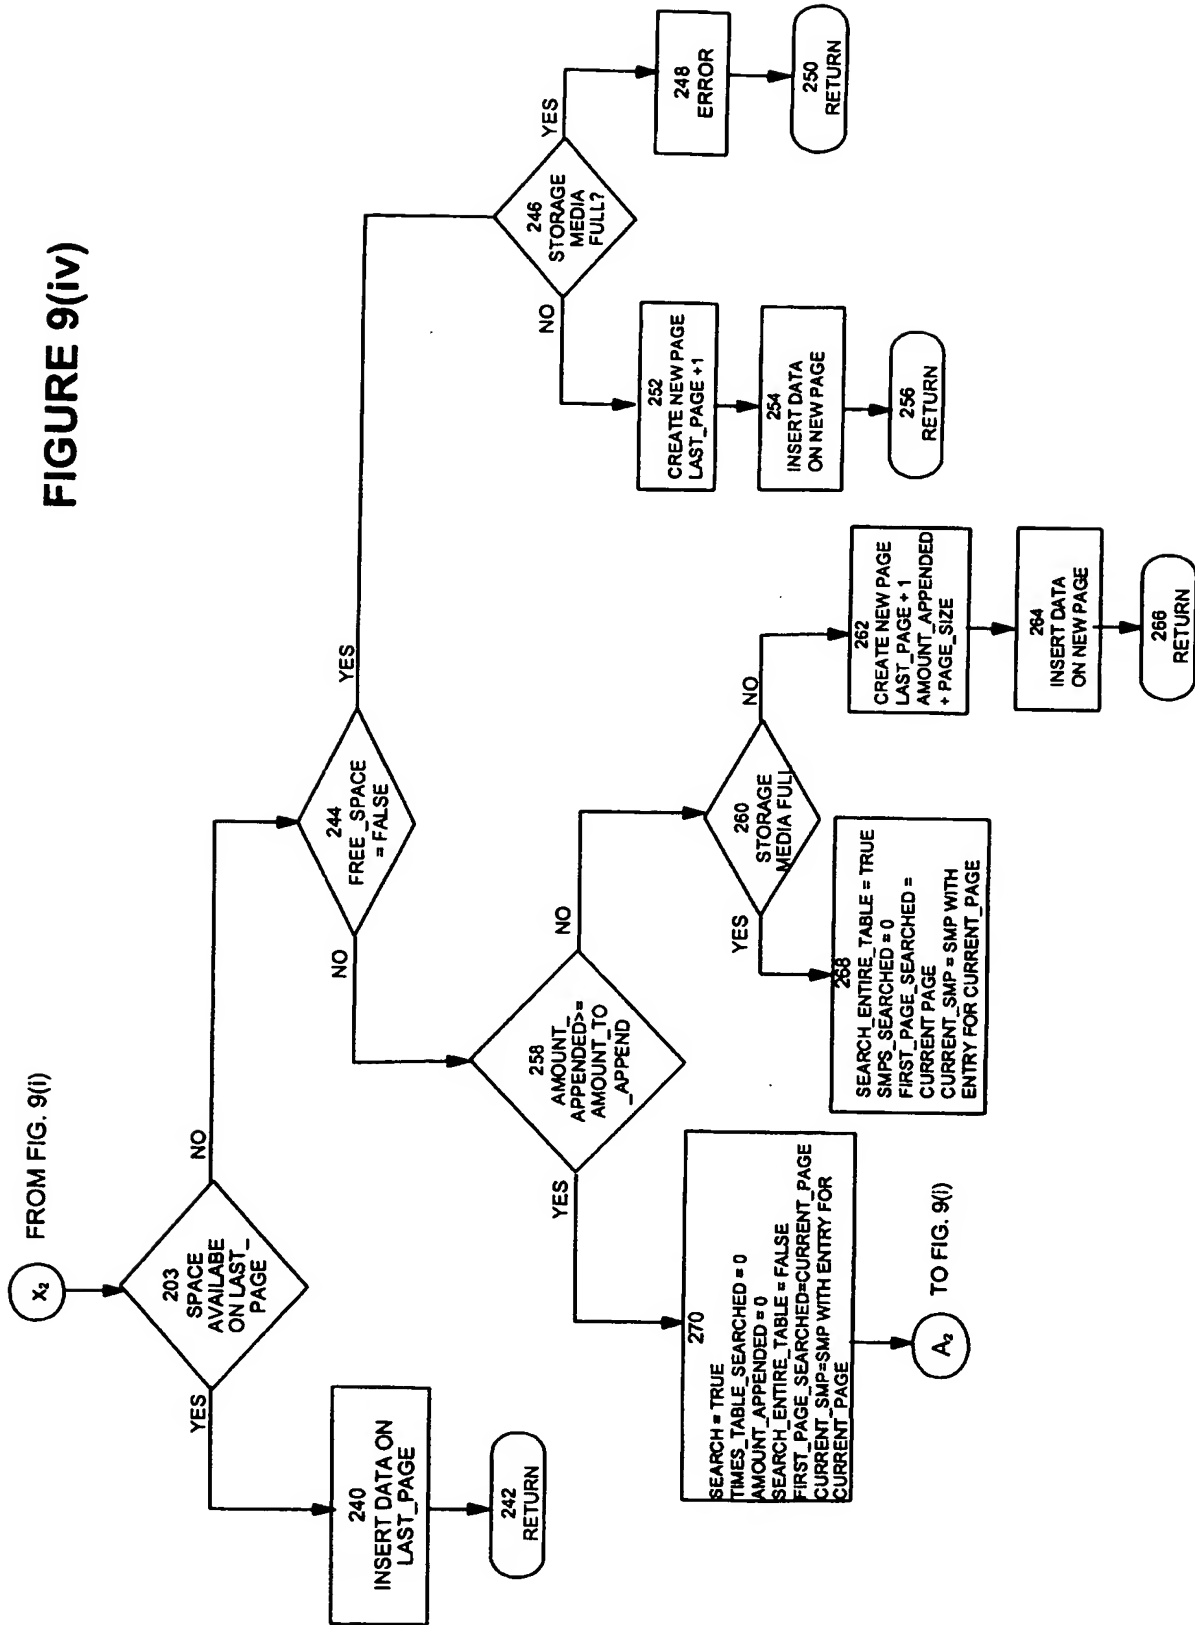 FIGURE 9(iv)
X₂
FROM FIG. 9(i)
203
SPACE
AVAILABE
ON LAST_
PAGE
YES
NO
240
INSERT DATA ON
LAST_PAGE
242
RETURN
244
FREE_SPACE
= FALSE
NO
YES
246
STORAGE
MEDIA
FULL?
NO
YES
248
ERROR
250
RETURN
252
CREATE NEW PAGE
LAST_PAGE +1
254
INSERT DATA
ON NEW PAGE
256
RETURN
258
AMOUNT_
APPENDED>=
AMOUNT_TO
_APPEND
YES
NO
260
STORAGE
MEDIA FULL
YES
NO
262
CREATE NEW PAGE
LAST_PAGE + 1
AMOUNT_APPENDED
+ PAGE_SIZE
264
INSERT DATA
ON NEW PAGE
266
RETURN
268
SEARCH_ENTIRE_TABLE = TRUE
SMPS_SEARCHED = 0
FIRST_PAGE_SEARCHED =
CURRENT PAGE
CURRENT_SMP = SMP WITH
ENTRY FOR CURRENT_PAGE
270
SEARCH = TRUE
TIMES_TABLE_SEARCHED = 0
AMOUNT_APPENDED = 0
SEARCH_ENTIRE_TABLE = FALSE
FIRST_PAGE_SEARCHED=CURRENT_PAGE
CURRENT_SMP=SMP WITH ENTRY FOR
CURRENT_PAGE
A₂
TO FIG. 9(i)